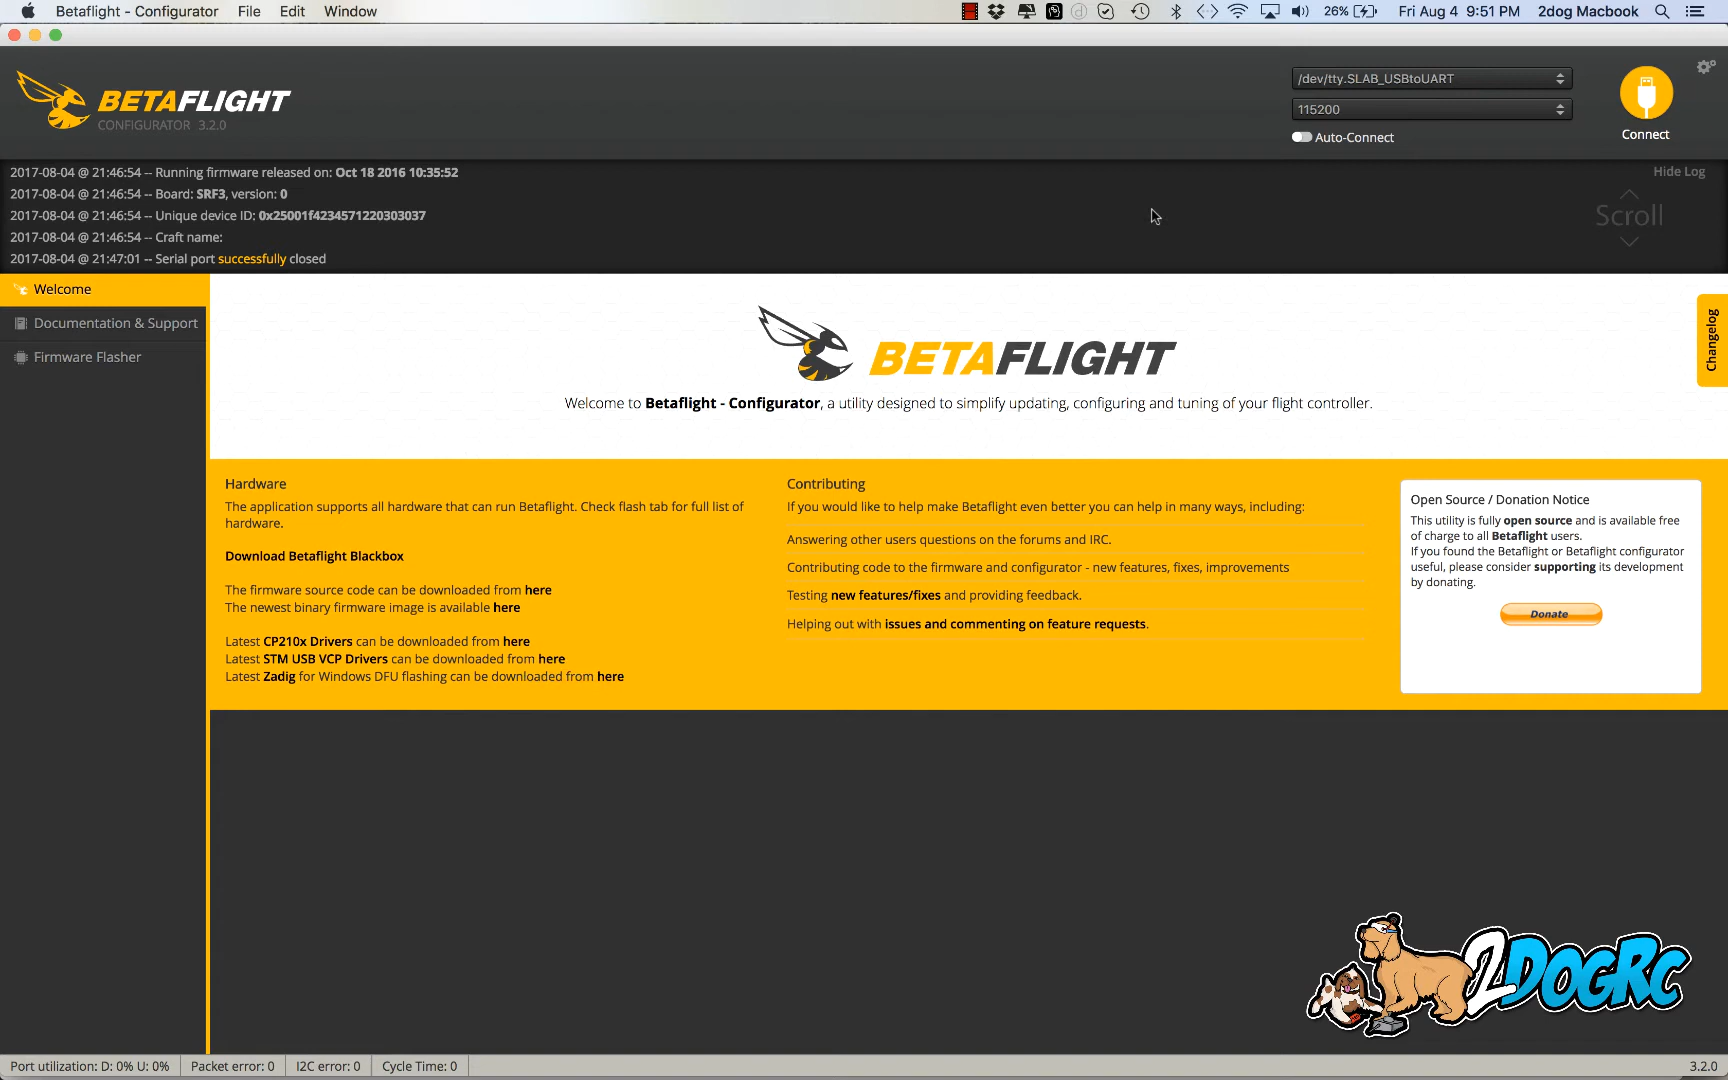 Betaflight - Configurator File Edit Window
26% Fri Aug 4 9:51 PM 2dog Macbook
BETAFLIGHT
CONFIGURATOR 3.2.0
/dev/tty.SLAB_USBtoUART
115200
Auto-Connect
Connect
2017-08-04 @ 21:46:54 -- Running firmware released on: Oct 18 2016 10:35:52
2017-08-04 @ 21:46:54 -- Board: SRF3, version: 0
2017-08-04 @ 21:46:54 -- Unique device ID: 0x25001f4234571220303037
2017-08-04 @ 21:46:54 -- Craft name:
2017-08-04 @ 21:47:01 -- Serial port successfully closed
Hide Log
Scroll
Welcome
Documentation & Support
Firmware Flasher
BETAFLIGHT
Welcome to Betaflight - Configurator, a utility designed to simplify updating, configuring and tuning of your flight controller.
Changelog
Hardware
The application supports all hardware that can run Betaflight. Check flash tab for full list of
hardware.
Download Betaflight Blackbox
The firmware source code can be downloaded from here
The newest binary firmware image is available here
Latest CP210x Drivers can be downloaded from here
Latest STM USB VCP Drivers can be downloaded from here
Latest Zadig for Windows DFU flashing can be downloaded from here
Contributing
If you would like to help make Betaflight even better you can help in many ways, including:
Answering other users questions on the forums and IRC.
Contributing code to the firmware and configurator - new features, fixes, improvements
Testing new features/fixes and providing feedback.
Helping out with issues and commenting on feature requests.
Open Source / Donation Notice
This utility is fully open source and is available free
of charge to all Betaflight users.
If you found the Betaflight or Betaflight configurator
useful, please consider supporting its development
by donating.
Donate
2DOGRC
Port utilization: D: 0% U: 0% Packet error: 0 I2C error: 0 Cycle Time: 0 3.2.0